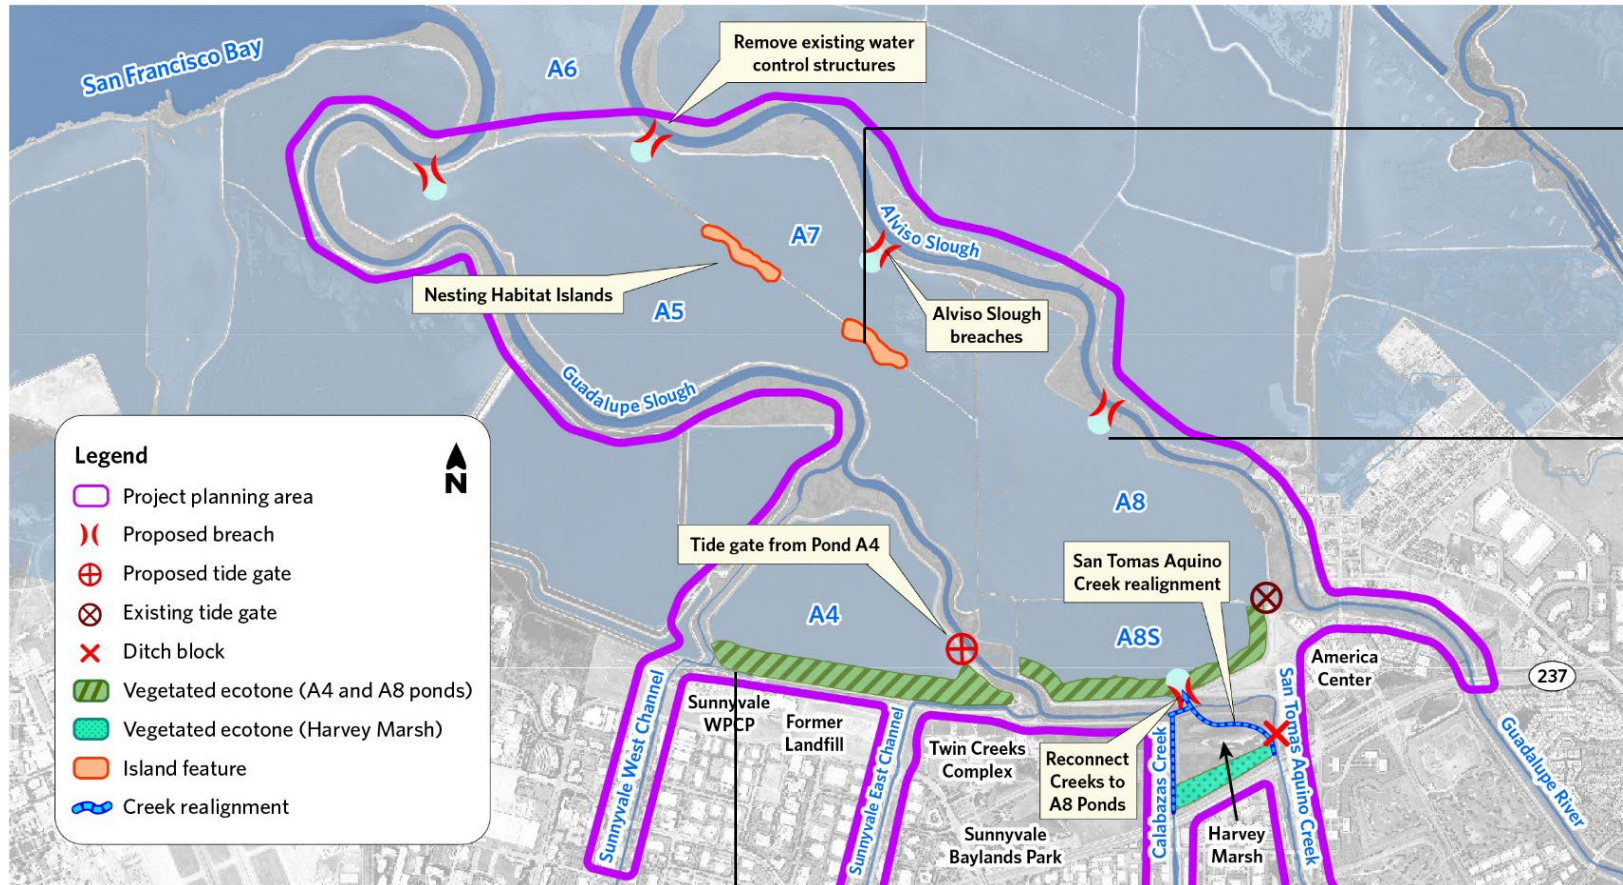 San Francisco Bay
A6
Remove existing water
control structures
A7
Alviso Slough
Nesting Habitat Islands
A5
Alviso Slough
breaches
Guadalupe Slough
Legend
N
Project planning area
Proposed breach
Proposed tide gate
Existing tide gate
Ditch block
Vegetated ecotone (A4 and A8 ponds)
Vegetated ecotone (Harvey Marsh)
Island feature
Creek realignment
A8
Tide gate from Pond A4
San Tomas Aquino
Creek realignment
A4
A8S
America
Center
237
Sunnyvale
WPCP
Former
Landfill
Twin Creeks
Complex
Reconnect
Creeks to
A8 Ponds
Sunnyvale West Channel
Sunnyvale East Channel
Calabazas Creek
San Tomas Aquino Creek
Guadalupe River
Sunnyvale
Baylands Park
Harvey
Marsh